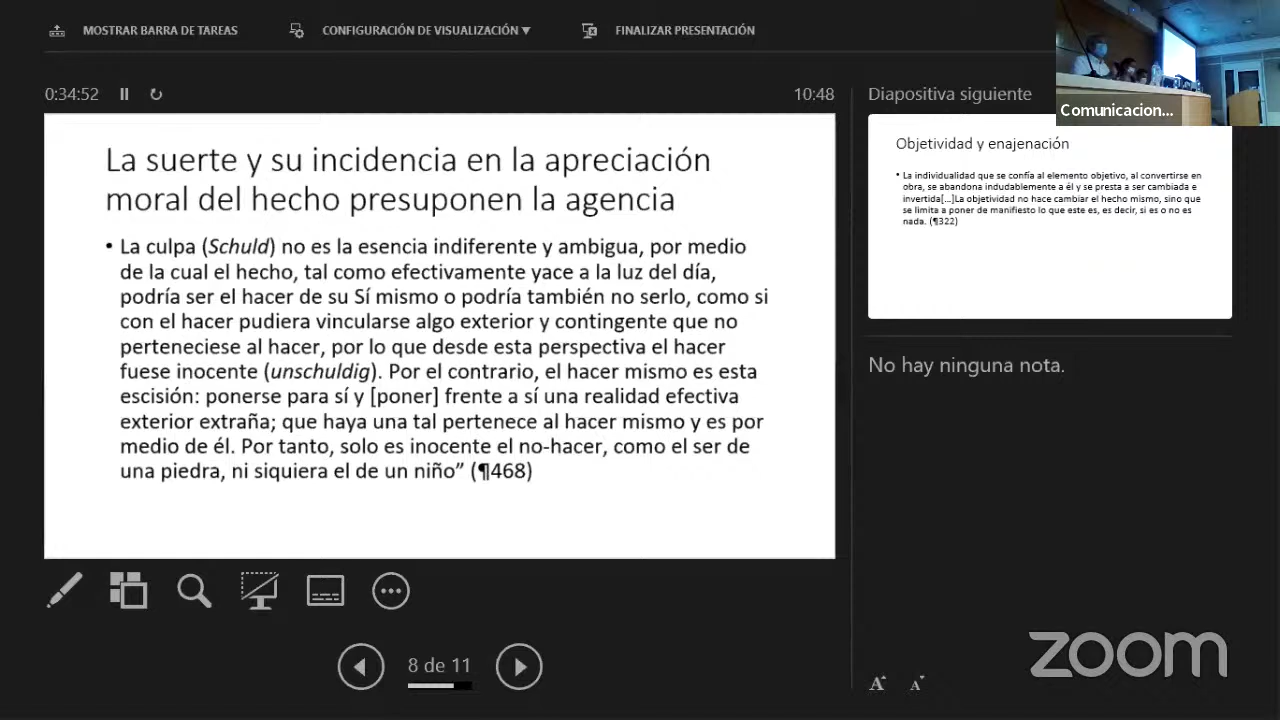 MOSTRAR BARRA DE TAREAS
CONFIGURACIÓN DE VISUALIZACIÓN ▼
FINALIZAR PRESENTACIÓN
Comunicacion...
0:34:52
10:48
Diapositiva siguiente
La suerte y su incidencia en la apreciación
moral del hecho presuponen la agencia
• La culpa (Schuld) no es la esencia indiferente y ambigua, por medio
de la cual el hecho, tal como efectivamente yace a la luz del día,
podría ser el hacer de su Sí mismo o podría también no serlo, como si
con el hacer pudiera vincularse algo exterior y contingente que no
perteneciese al hacer, por lo que desde esta perspectiva el hacer
fuese inocente (unschuldig). Por el contrario, el hacer mismo es esta
escisión: ponerse para sí y [poner] frente a sí una realidad efectiva
exterior extraña; que haya una tal pertenece al hacer mismo y es por
medio de él. Por tanto, solo es inocente el no-hacer, como el ser de
una piedra, ni siquiera el de un niño” (¶468)
Objetividad y enajenación
• La individualidad que se confía al elemento objetivo, al convertirse en
obra, se abandona indudablemente a él y se presta a ser cambiada e
invertida[...]La objetividad no hace cambiar el hecho mismo, sino que
se limita a poner de manifiesto lo que este es, es decir, si es o no es
nada. (¶322)
No hay ninguna nota.
8 de 11
zoom
A A